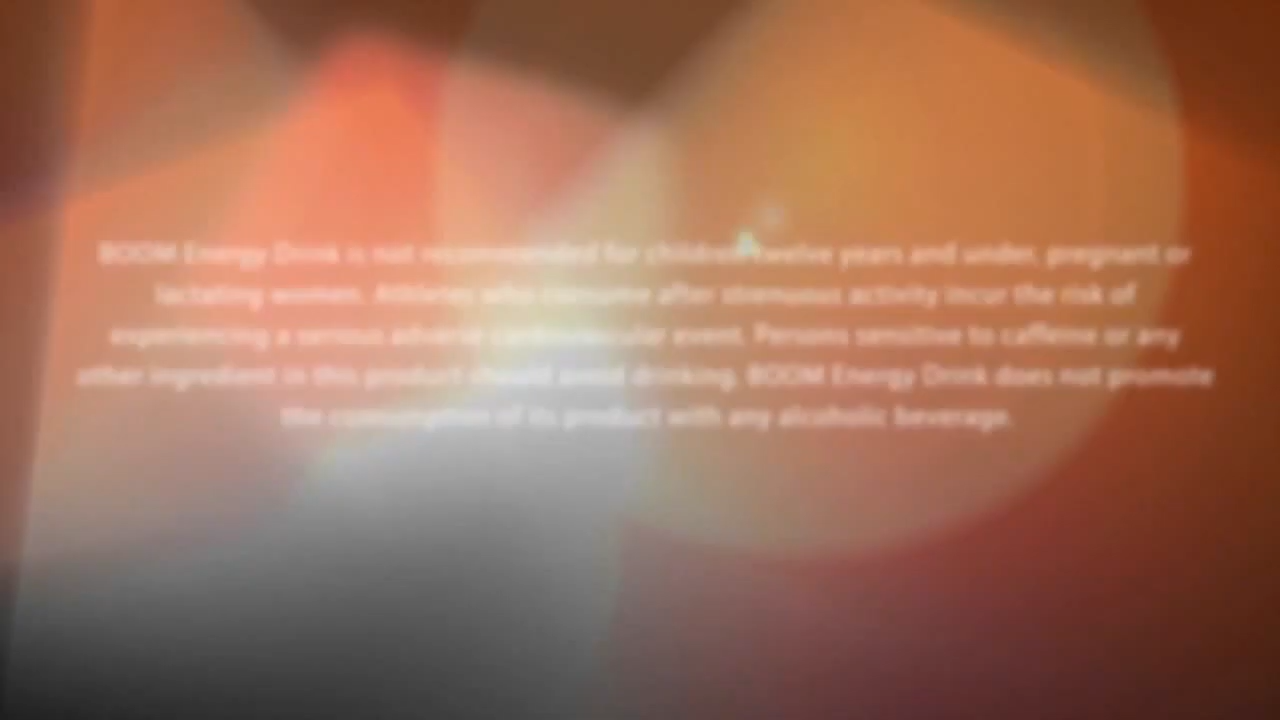 BOOM Energy Drink is not recommended for children twelve years and under, pregnant or
lactating women. Athletes who consume after strenuous activity incur the risk of
experiencing a serious adverse cardiovascular event. Persons sensitive to caffeine or any
other ingredient in this product should avoid drinking. BOOM Energy Drink does not promote
the consumption of its product with any alcoholic beverage.